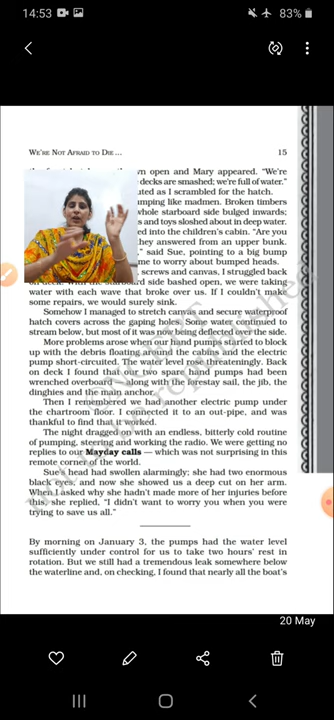 14:53
83%
WE'RE NOT AFRAID TO DIE ...
15
open and Mary appeared. "We're
decks are smashed; we're full of water."
as I scrambled for the hatch.
like madmen. Broken timbers
whole starboard side bulged inwards;
and toys sloshed about in deep water.
into the children's cabin. "Are you
they answered from an upper bunk.
said Sue, pointing to a big bump
to worry about bumped heads.
screws and canvas, I struggled back
side bashed open, we were taking
water with each wave that broke over us. If I couldn't make
some repairs, we would surely sink.
Somehow I managed to stretch canvas and secure waterproof
hatch covers across the gaping holes. Some water continued to
stream below, but most of it was now being deflected over the side.
More problems arose when our hand pumps started to block
up with the debris floating around the cabins and the electric
pump short-circuited. The water level rose threateningly. Back
on deck I found that our two spare hand pumps had been
wrenched overboard — along with the forestay sail, the jib, the
dinghies and the main anchor.
Then I remembered we had another electric pump under
the chartroom floor. I connected it to an out-pipe, and was
thankful to find that it worked.
The night dragged on with an endless, bitterly cold routine
of pumping, steering and working the radio. We were getting no
replies to our Mayday calls — which was not surprising in this
remote corner of the world.
Sue's head had swollen alarmingly; she had two enormous
black eyes, and now she showed us a deep cut on her arm.
When I asked why she hadn't made more of her injuries before
this, she replied, "I didn't want to worry you when you were
trying to save us all."
By morning on January 3, the pumps had the water level
sufficiently under control for us to take two hours' rest in
rotation. But we still had a tremendous leak somewhere below
the waterline and, on checking, I found that nearly all the boat's
20 May